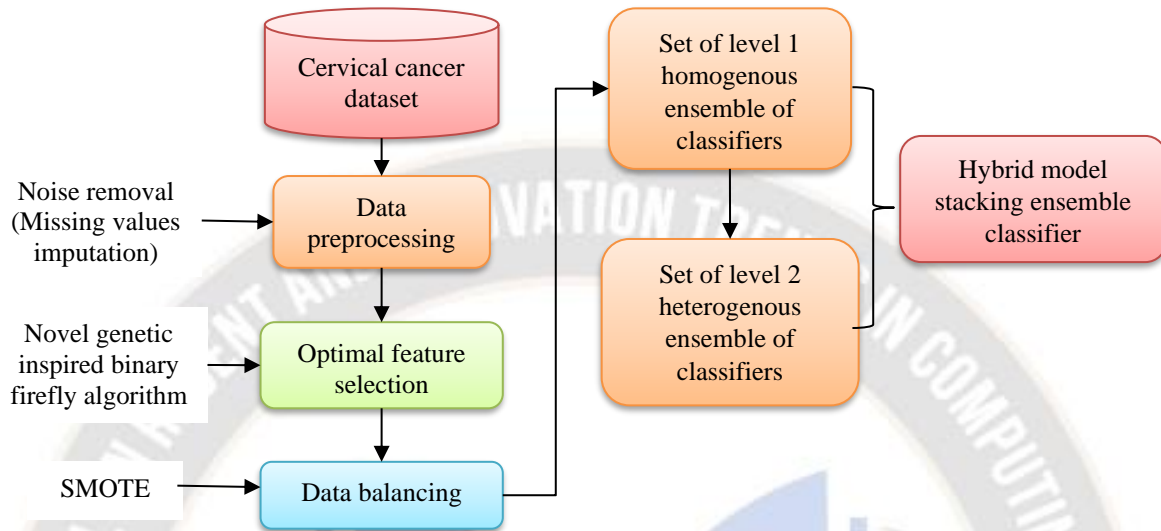 Cervical cancer
dataset
Noise removal
(Missing values
imputation)
Data
preprocessing
Novel genetic
inspired binary
firefly algorithm
Optimal feature
selection
SMOTE
Data balancing
Set of level 1
homogenous
ensemble of
classifiers
Set of level 2
heterogenous
ensemble of
classifiers
Hybrid model
stacking ensemble
classifier
IN COMPUTIN